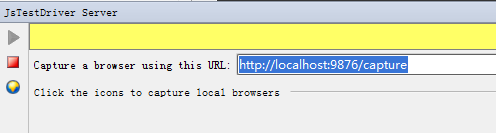 JsTestDriver Server
Capture a browser using this URL: http://localhost:9876/capture
Click the icons to capture local browsers